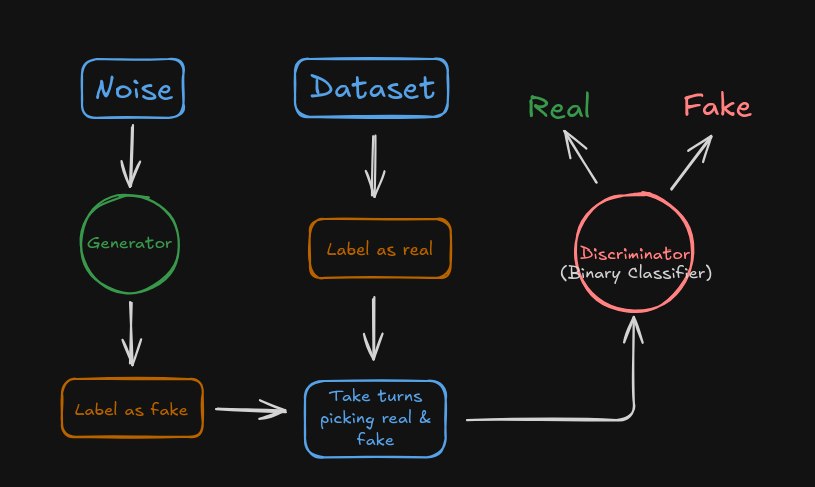 Noise
Dataset
Real
Fake
Generator
Label as real
Discriminator
(Binary Classifier)
Label as fake
Take turns
picking real &
fake